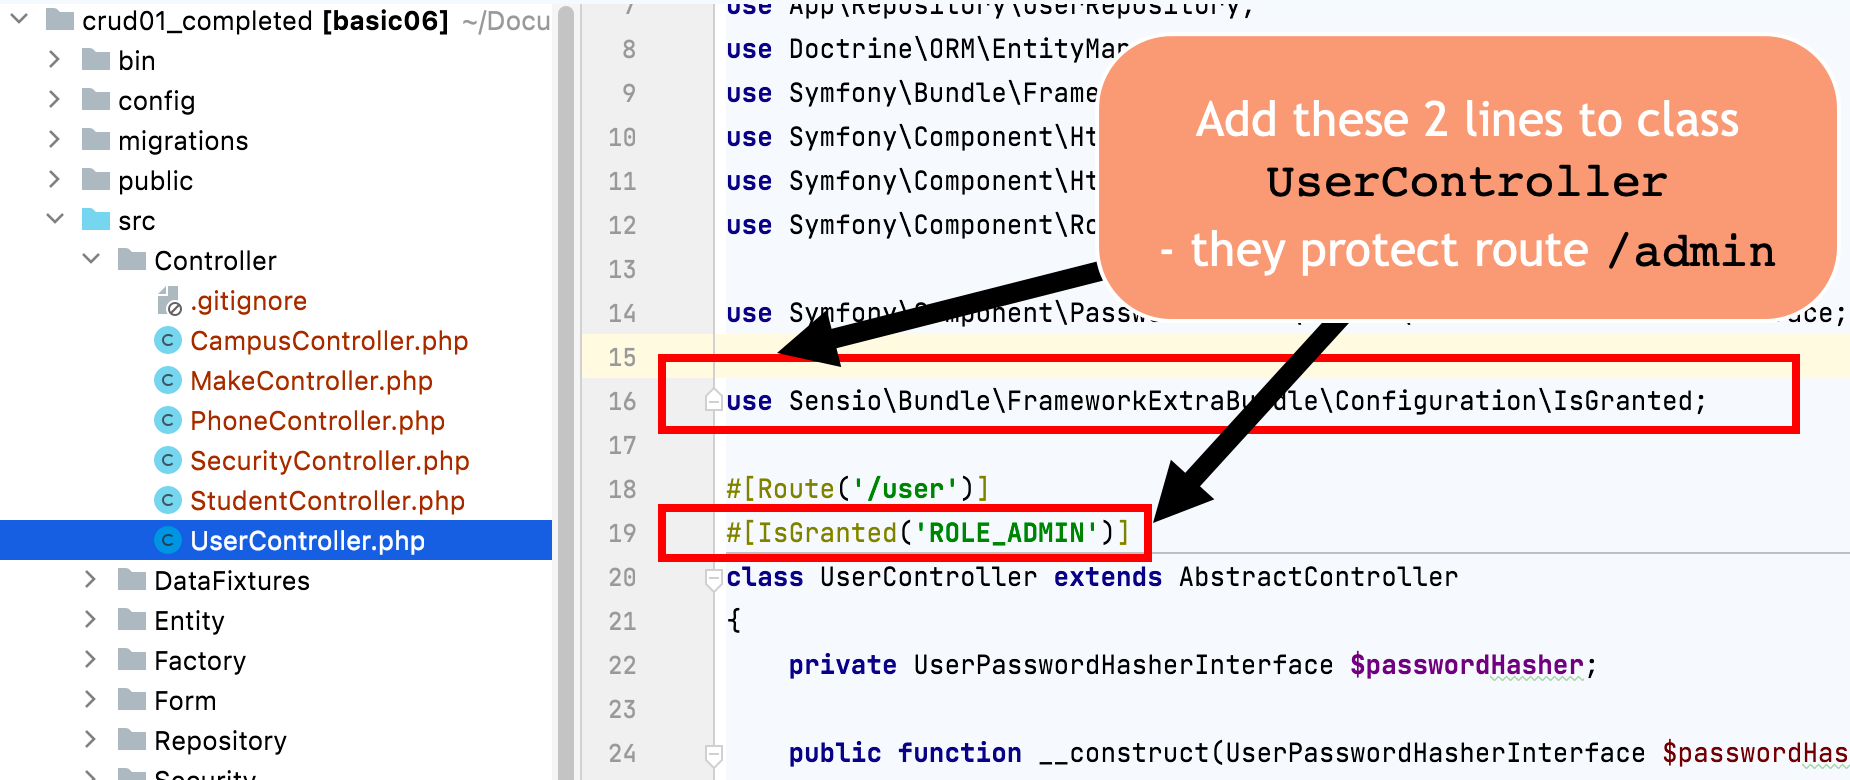 crud01_completed [basic06] ~/Docu
bin
config
migrations
public
src
Controller
.gitignore
CampusController.php
MakeController.php
PhoneController.php
SecurityController.php
StudentController.php
UserController.php
DataFixtures
Entity
Factory
Form
Repository
Security
7 use App\Repository\UserRepository;
8 use Doctrine\ORM\EntityMan
9 use Symfony\Bundle\Frame
10 use Symfony\Component\Ht
11 use Symfony\Component\Ht
12 use Symfony\Component\Ro
13
14 use Symfony\Component\Passw ace;
15
16 use Sensio\Bundle\FrameworkExtraBundle\Configuration\IsGranted;
17
18 #[Route('/user')]
19 #[IsGranted('ROLE_ADMIN')]
20 class UserController extends AbstractController
21 {
22 private UserPasswordHasherInterface $passwordHasher;
23
24 public function __construct(UserPasswordHasherInterface $passwordHas
Add these 2 lines to class
UserController
- they protect route /admin